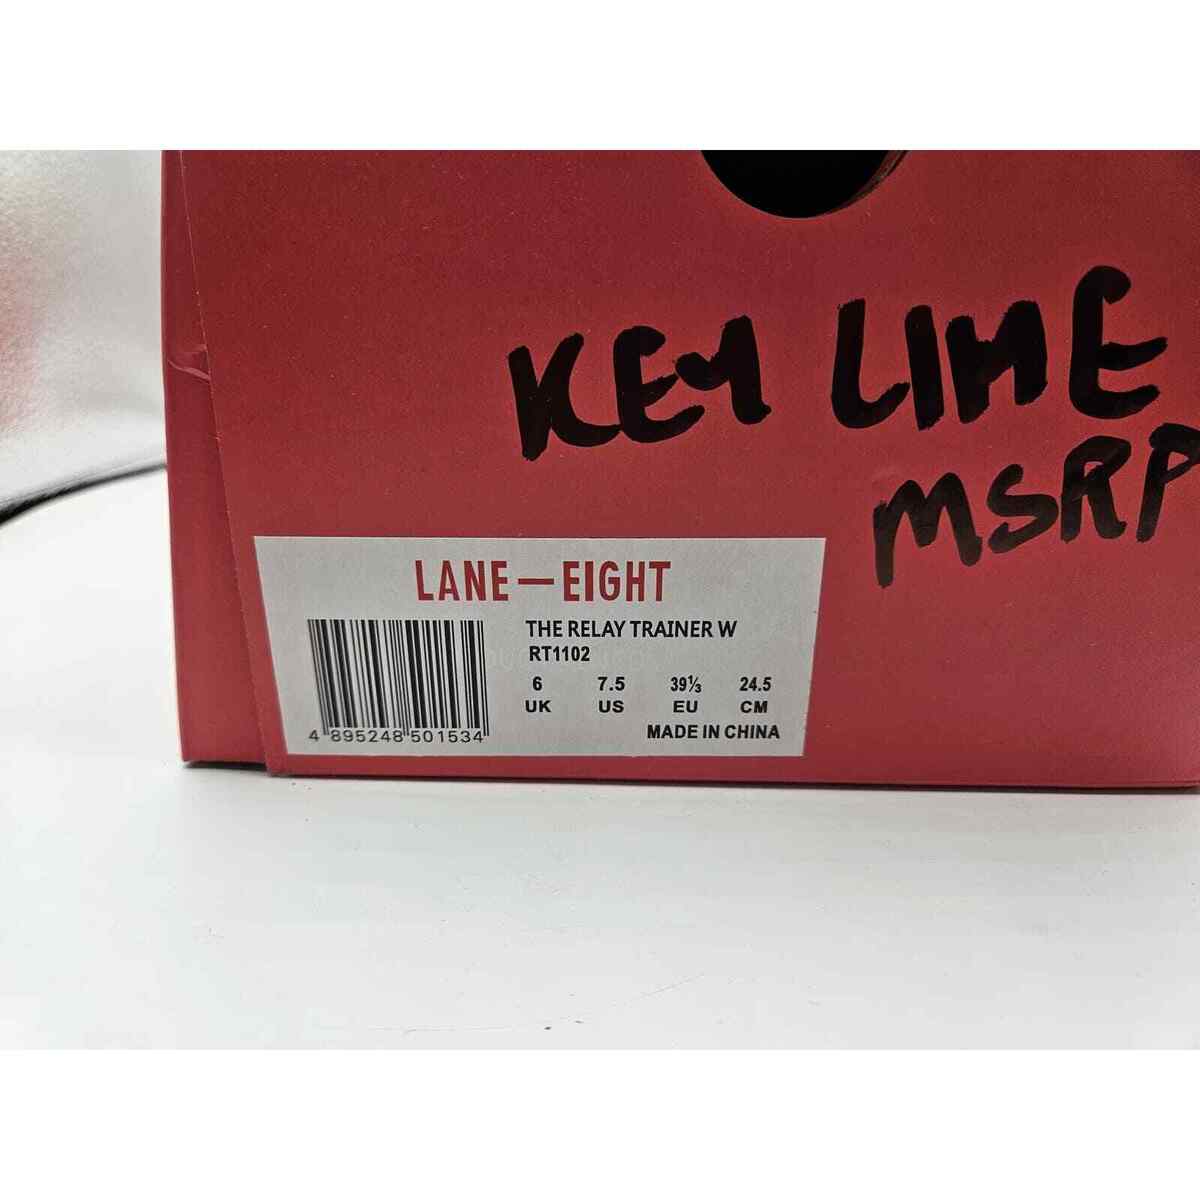 KEY LIME
MSRP
LANE—EIGHT
THE RELAY TRAINER W
RT1102
6 7.5 39⅓ 24.5
UK US EU CM
4 895248 501534
MADE IN CHINA